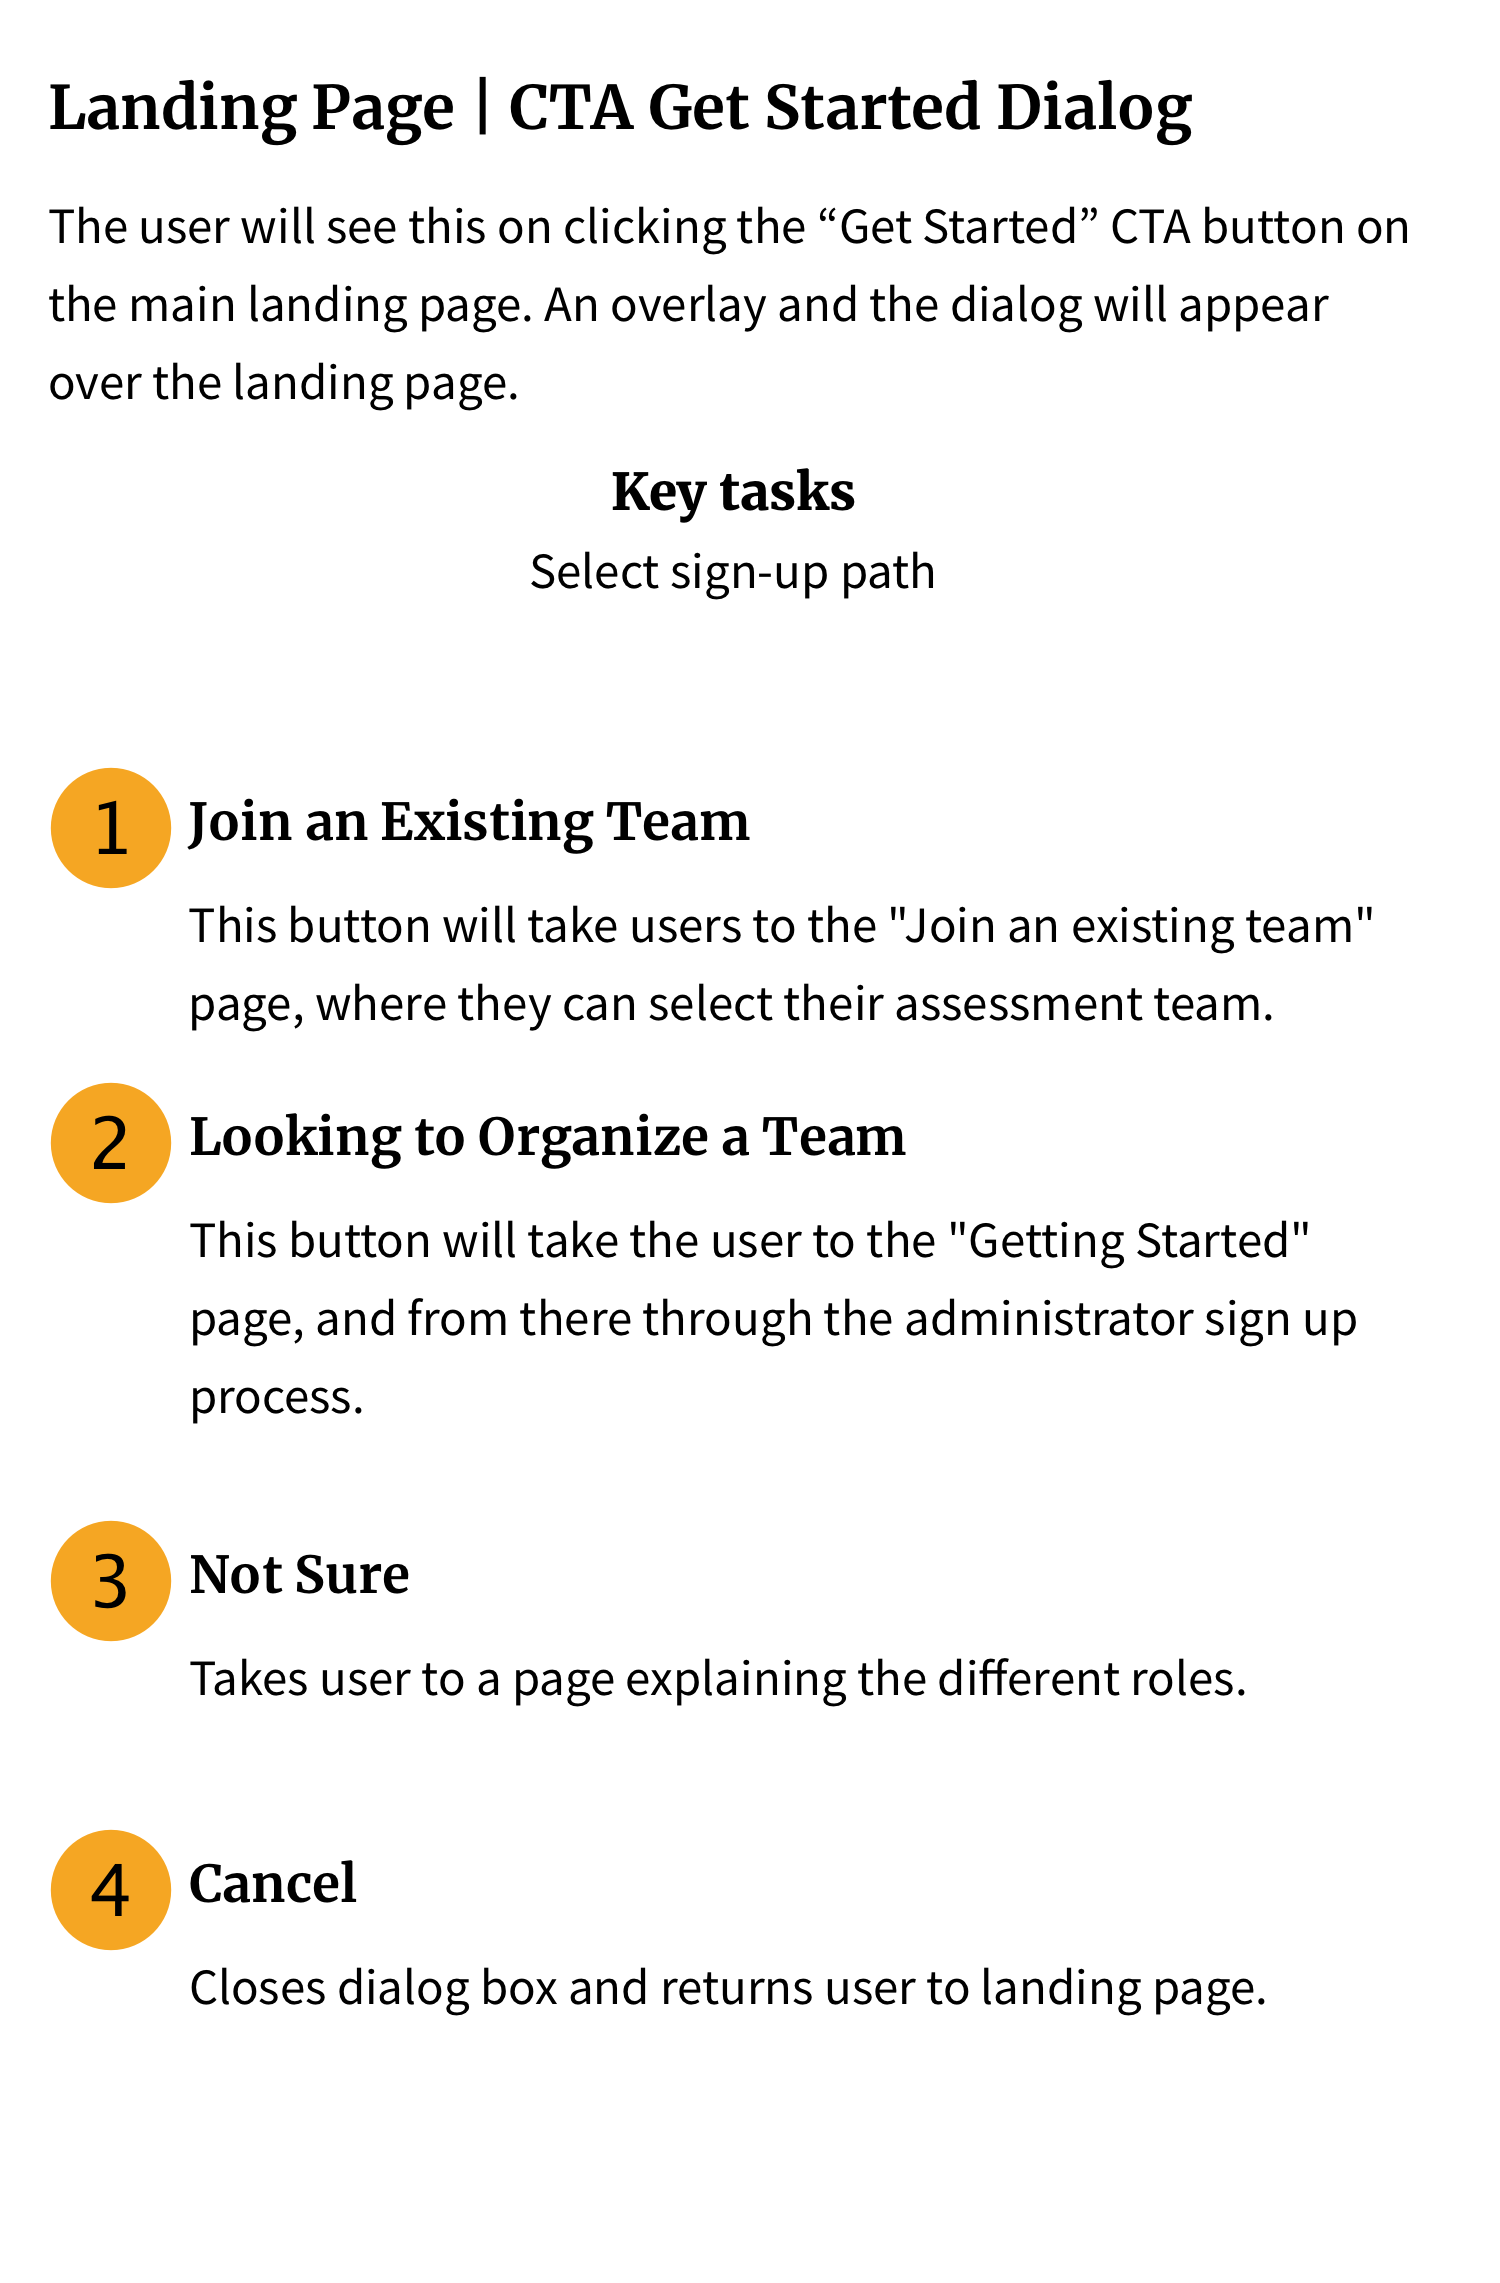 Landing Page | CTA Get Started Dialog
The user will see this on clicking the “Get Started” CTA button on
the main landing page. An overlay and the dialog will appear
over the landing page.
Key tasks
Select sign-up path
1 Join an Existing Team
This button will take users to the "Join an existing team"
page, where they can select their assessment team.
2 Looking to Organize a Team
This button will take the user to the "Getting Started"
page, and from there through the administrator sign up
process.
3 Not Sure
Takes user to a page explaining the different roles.
4 Cancel
Closes dialog box and returns user to landing page.